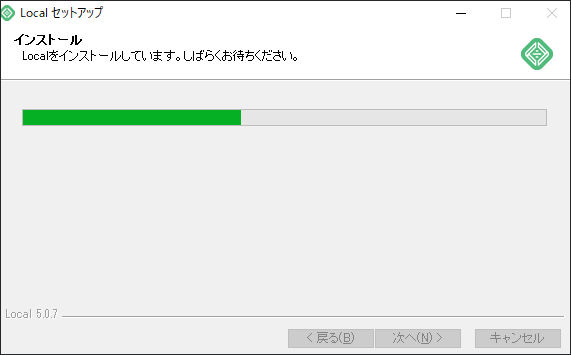 Local セットアップ
インストール
Localをインストールしています。しばらくお待ちください。
Local 5.0.7
< 戻る(B)
次へ(N) >
キャンセル